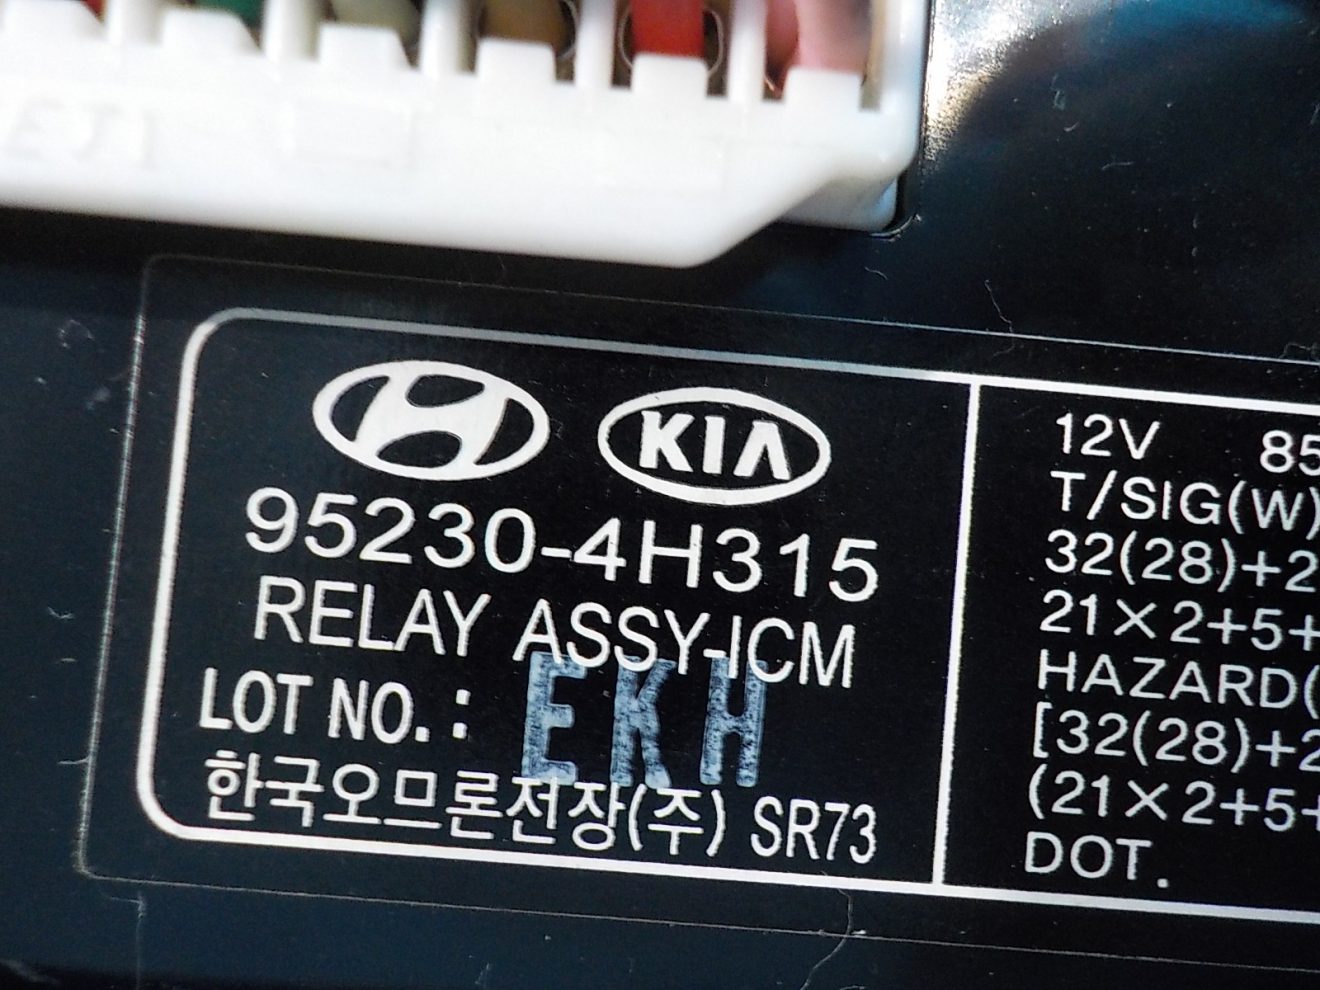 KIA
95230-4H315
RELAY ASSY-ICM
LOT NO. : EKH
한국오므론전장(주) SR73
12V 85
T/SIG(W)
32(28)+2
21×2+5+
HAZARD(
[32(28)+2
(21×2+5+
DOT.